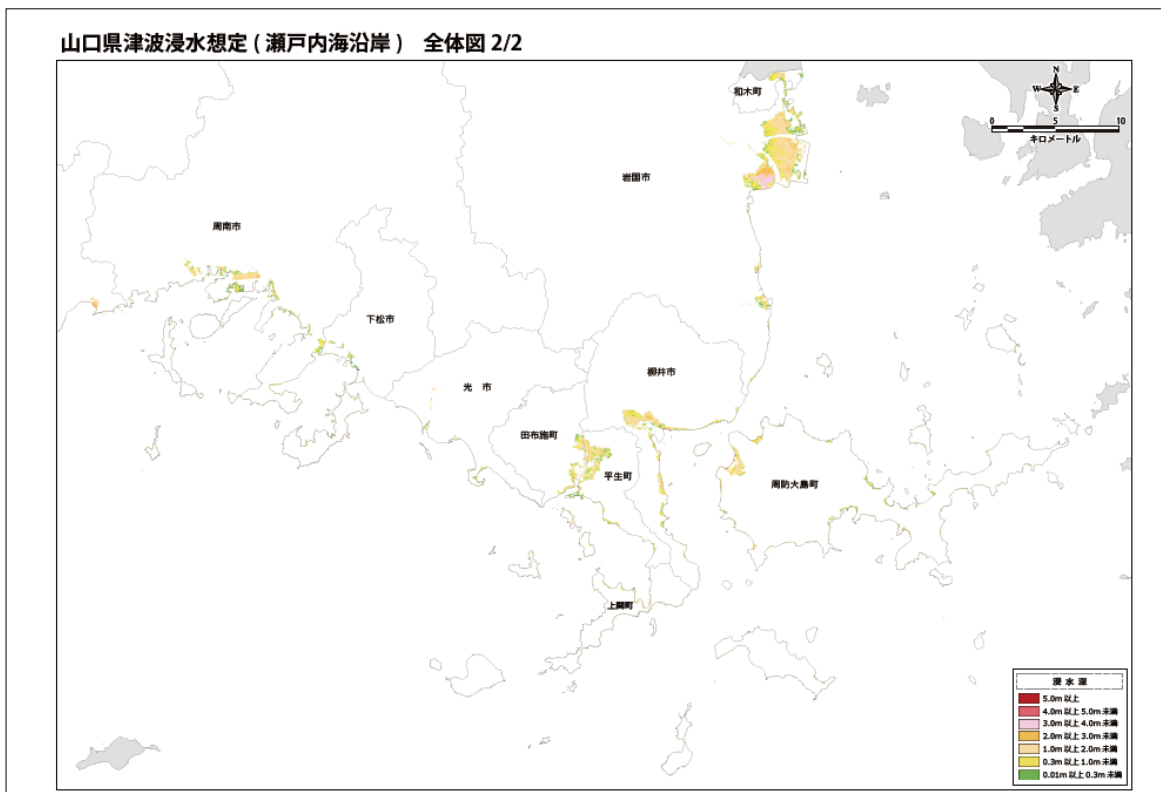 山口県津波浸水想定 ( 瀬戸内海沿岸 ) 全体図 2/2
N
W E
S
0 5 10
キロメートル
和木町
岩国市
周南市
下松市
柳井市
光 市
田布施町
平生町
周防大島町
上関町
浸 水 深
5.0m 以上
4.0m 以上 5.0m 未満
3.0m 以上 4.0m 未満
2.0m 以上 3.0m 未満
1.0m 以上 2.0m 未満
0.3m 以上 1.0m 未満
0.01m 以上 0.3m 未満